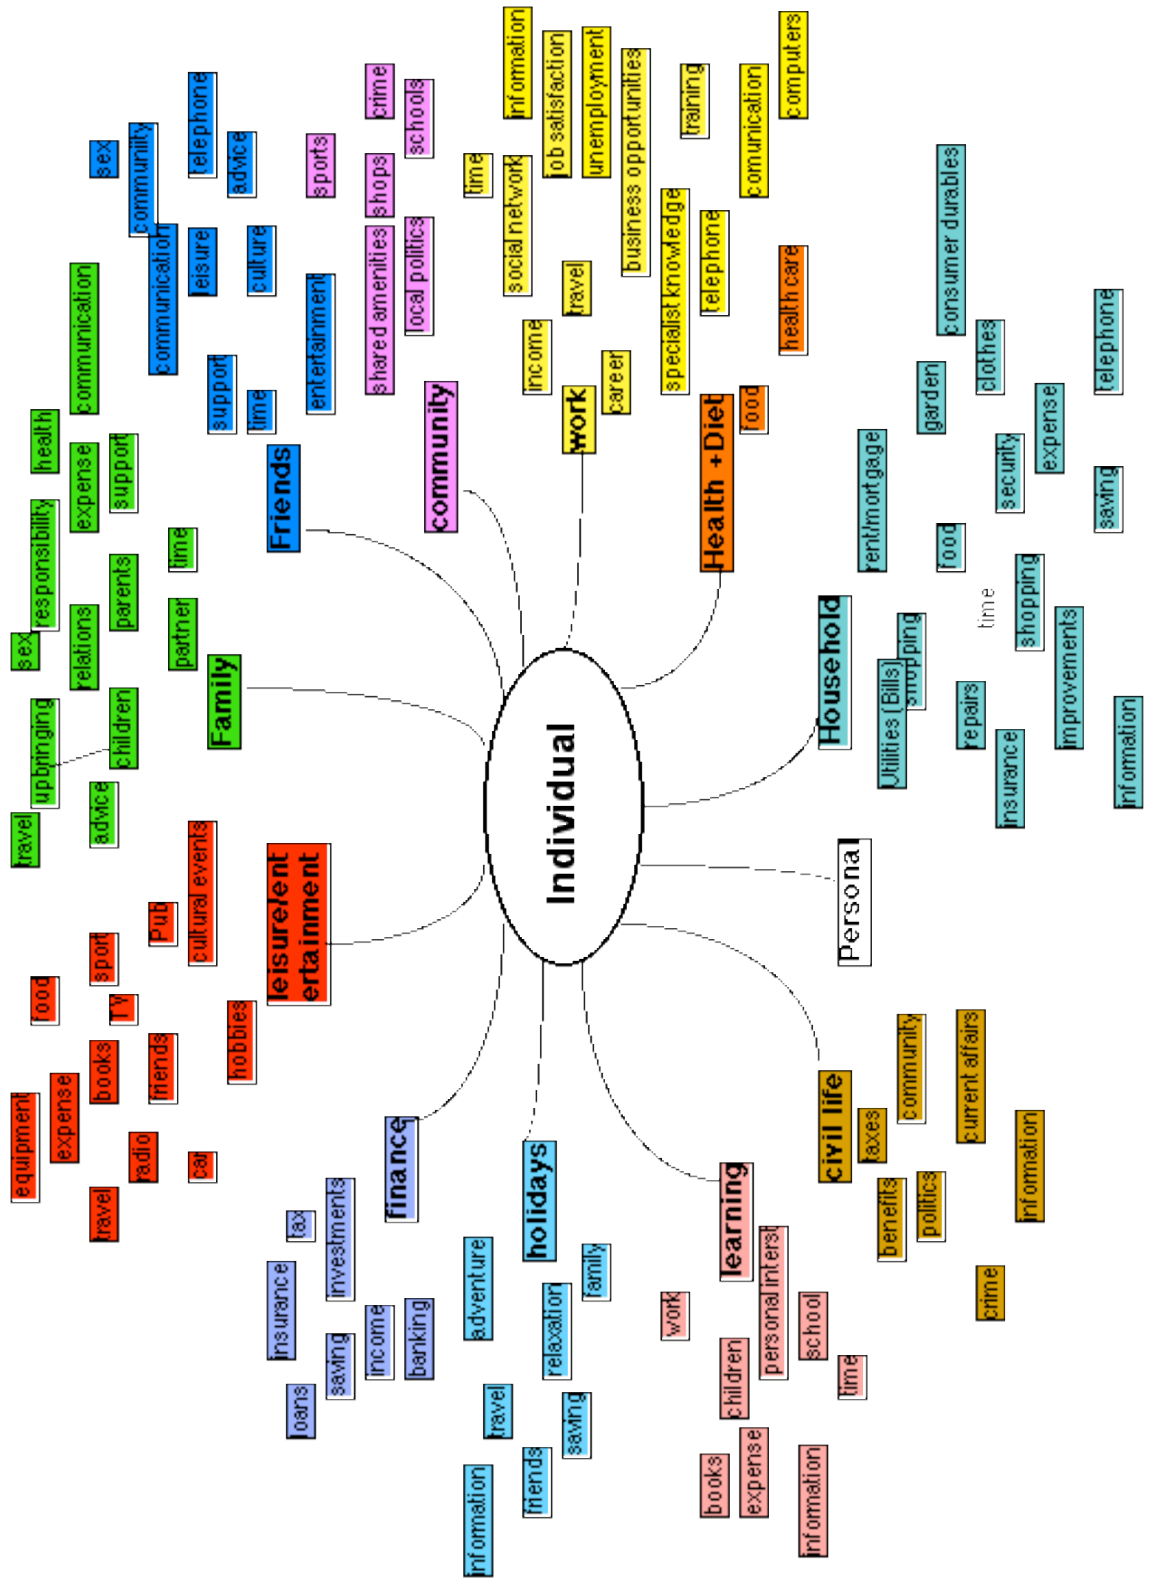 Individual
Family
travel
upbringing
sex
responsibility
health
advice
children
relations
parents
expense
support
communication
partner
time
Friends
support
time
communication
communiity
sex
leisure
telephone
advice
culture
entertainment
community
shared amenities
local politics
shops
sports
crime
schools
work
income
career
travel
time
social network
information
job satisfaction
unemployment
business opportunities
specialist knowledge
telephone
training
comunication
computers
Health + Diet
food
health care
Household
Utilities (Bills)
shopping
rent/mortgage
garden
consumer durables
food
clothes
time
security
repairs
insurance
shopping
expense
improvements
saving
telephone
information
Personal
civil life
taxes
community
benefits
politics
current affairs
crime
information
learning
work
children
personal interst
school
time
books
expense
information
holidays
adventure
relaxation
family
travel
saving
friends
information
finance
tax
investments
insurance
saving
income
banking
loans
leisure/ent
ertainment
cultural events
Pub
sport
TV
food
hobbies
friends
books
expense
equipment
radio
car
travel